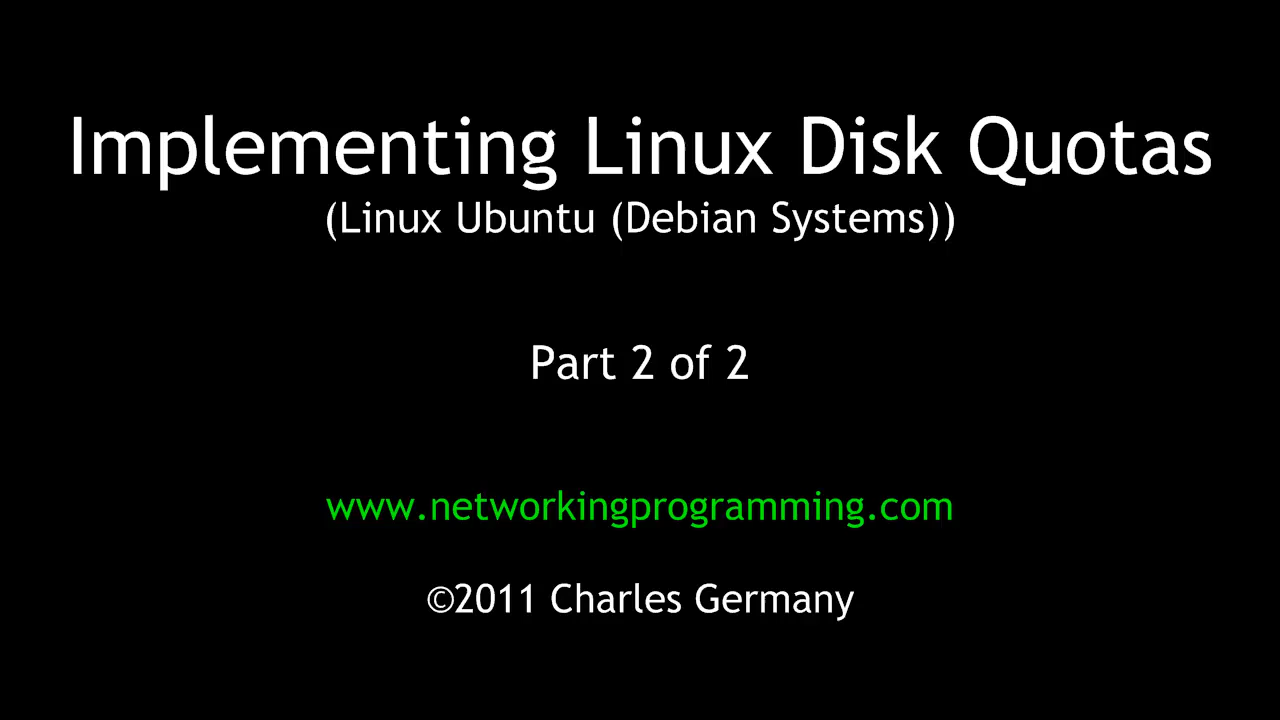 Implementing Linux Disk Quotas
(Linux Ubuntu (Debian Systems))
Part 2 of 2
www.networkingprogramming.com
©2011 Charles Germany